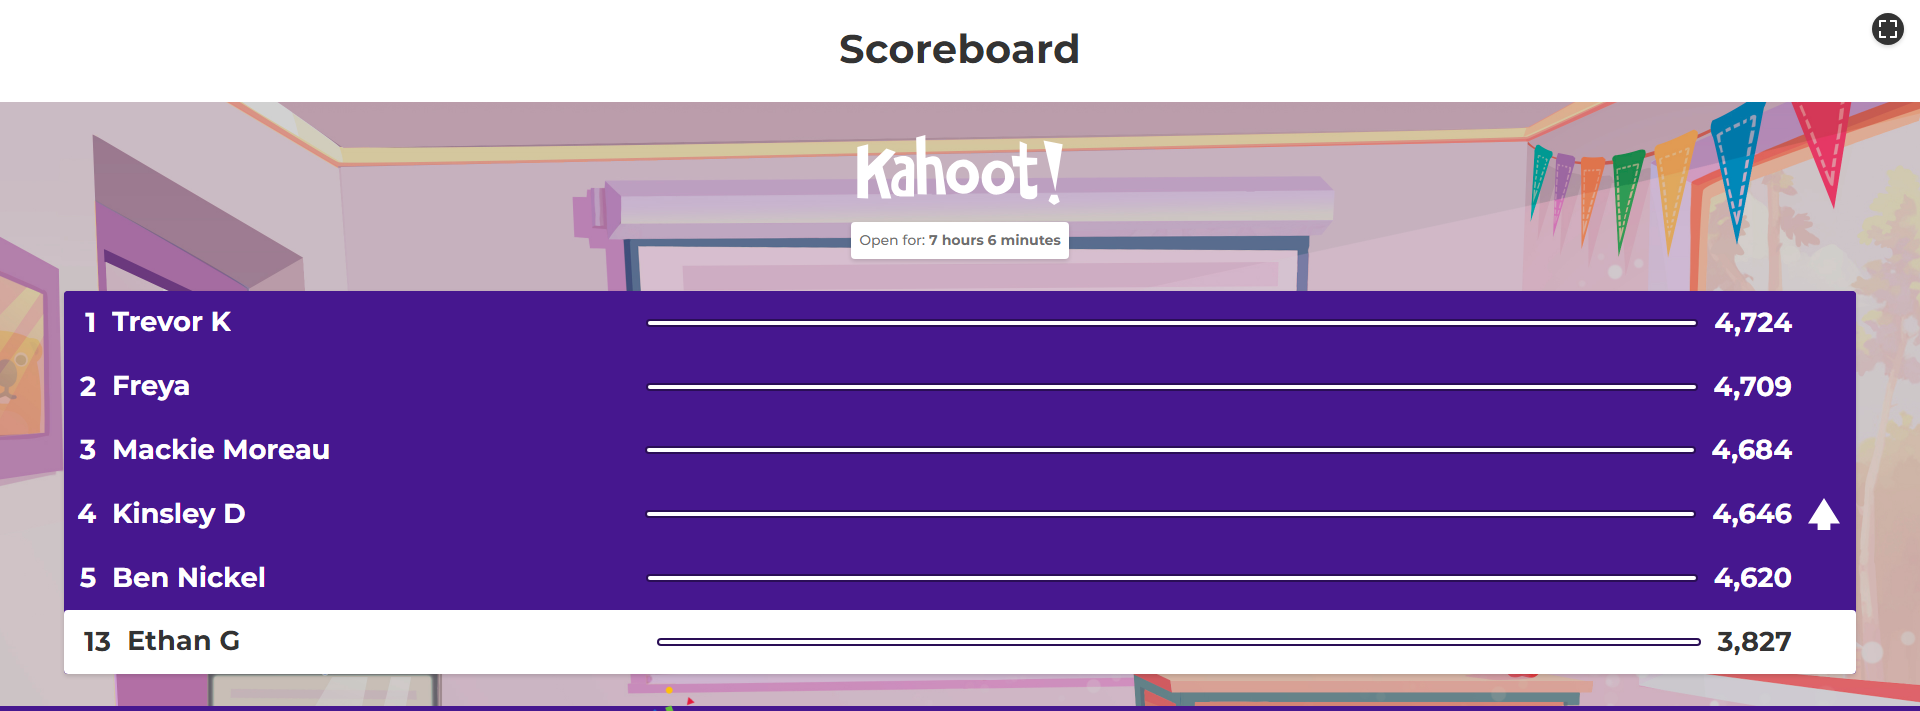 Scoreboard
Kahoot!
Open for: 7 hours 6 minutes
1 Trevor K 4,724
2 Freya 4,709
3 Mackie Moreau 4,684
4 Kinsley D 4,646
5 Ben Nickel 4,620
13 Ethan G 3,827